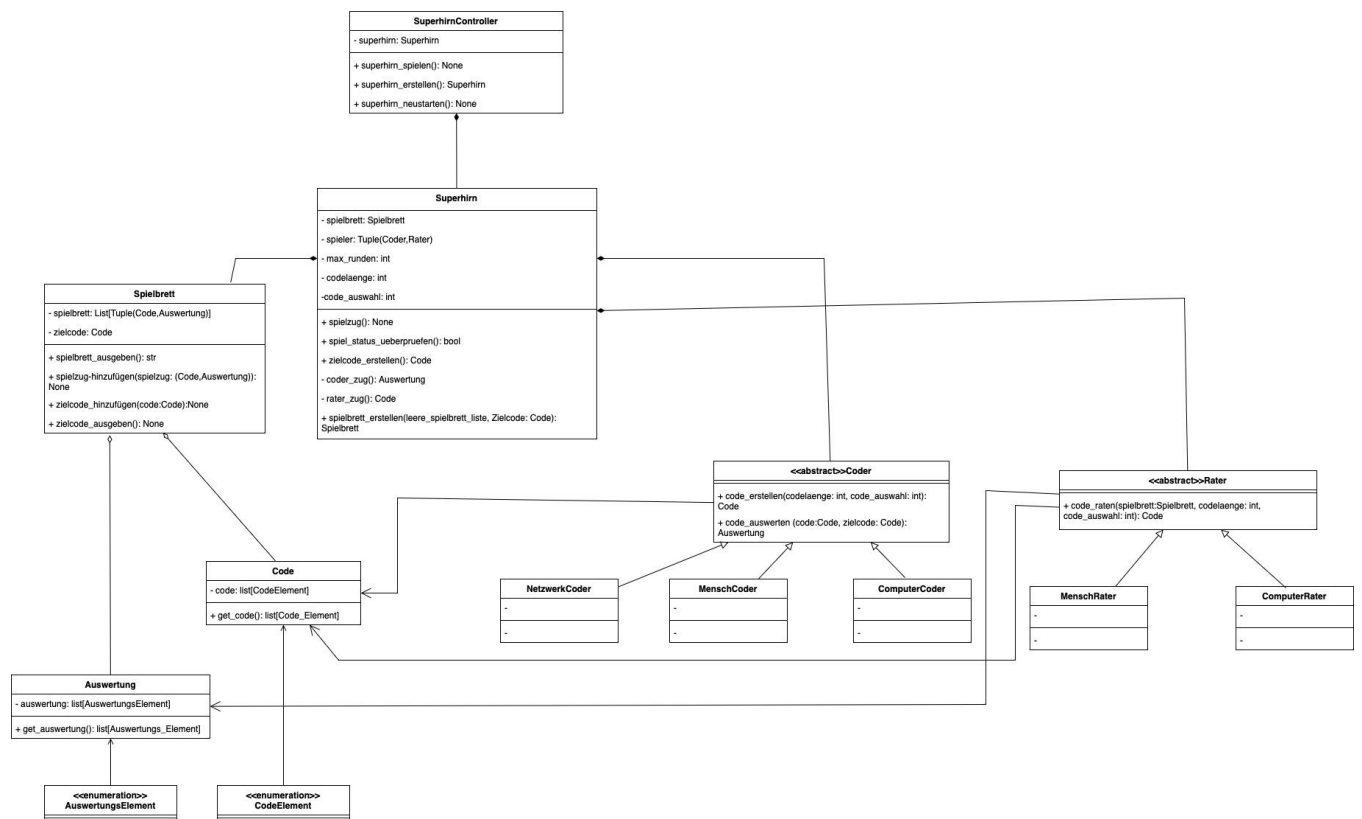 SuperhirnController
- superhirn: Superhirn
+ superhirn_spielen(): None
+ superhirn_erstellen(): Superhirn
+ superhirn_neustarten(): None
Superhirn
- spielbrett: Spielbrett
- spieler: Tuple(Coder,Rater)
- max_runden: int
- codelaenge: int
-code_auswahl: int
+ spielzug(): None
+ spiel_status_ueberpruefen(): bool
+ zielcode_erstellen(): Code
- coder_zug(): Auswertung
- rater_zug(): Code
+ spielbrett_erstellen(leere_spielbrett_liste, Zielcode: Code):
Spielbrett
Spielbrett
- spielbrett: List[Tuple(Code,Auswertung)]
- zielcode: Code
+ spielbrett_ausgeben(): str
+ spielzug-hinzufügen(spielzug: (Code,Auswertung)):
None
+ zielcode_hinzufügen(code:Code):None
+ zielcode_ausgeben(): None
<<abstract>>Coder
+ code_erstellen(codelaenge: int, code_auswahl: int):
Code
+ code_auswerten (code:Code, zielcode: Code):
Auswertung
<<abstract>>Rater
+ code_raten(spielbrett:Spielbrett, codelaenge: int,
code_auswahl: int): Code
Code
- code: list[CodeElement]
+ get_code(): list[Code_Element]
NetzwerkCoder
-
-
MenschCoder
-
-
ComputerCoder
-
-
MenschRater
-
-
ComputerRater
-
-
Auswertung
- auswertung: list[AuswertungsElement]
+ get_auswertung(): list[Auswertungs_Element]
<<enumeration>>
AuswertungsElement
<<enumeration>>
CodeElement